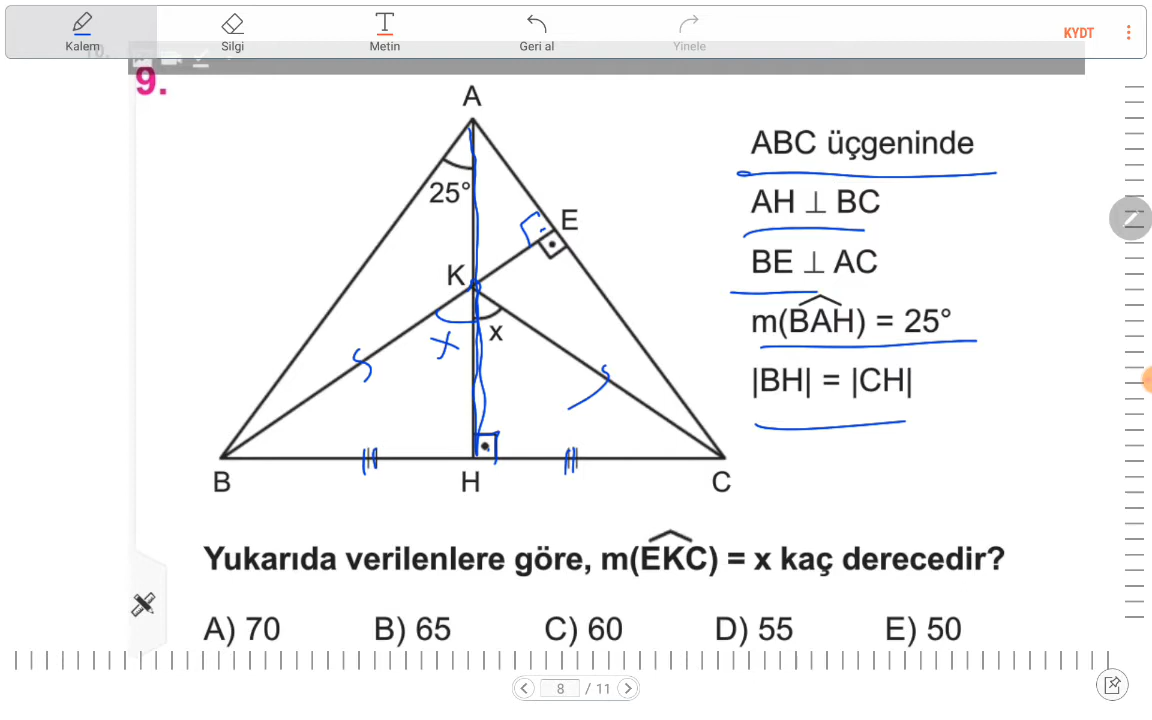 Kalem
Silgi
Metin
Geri al
Yinele
KYDT
10.
9.
A
25°
E
K
x
x
B
H
C
ABC üçgeninde
AH ⊥ BC
BE ⊥ AC
m(BAH) = 25°
|BH| = |CH|
Yukarıda verilenlere göre, m(EKC) = x kaç derecedir?
A) 70 B) 65 C) 60 D) 55 E) 50
8 / 11